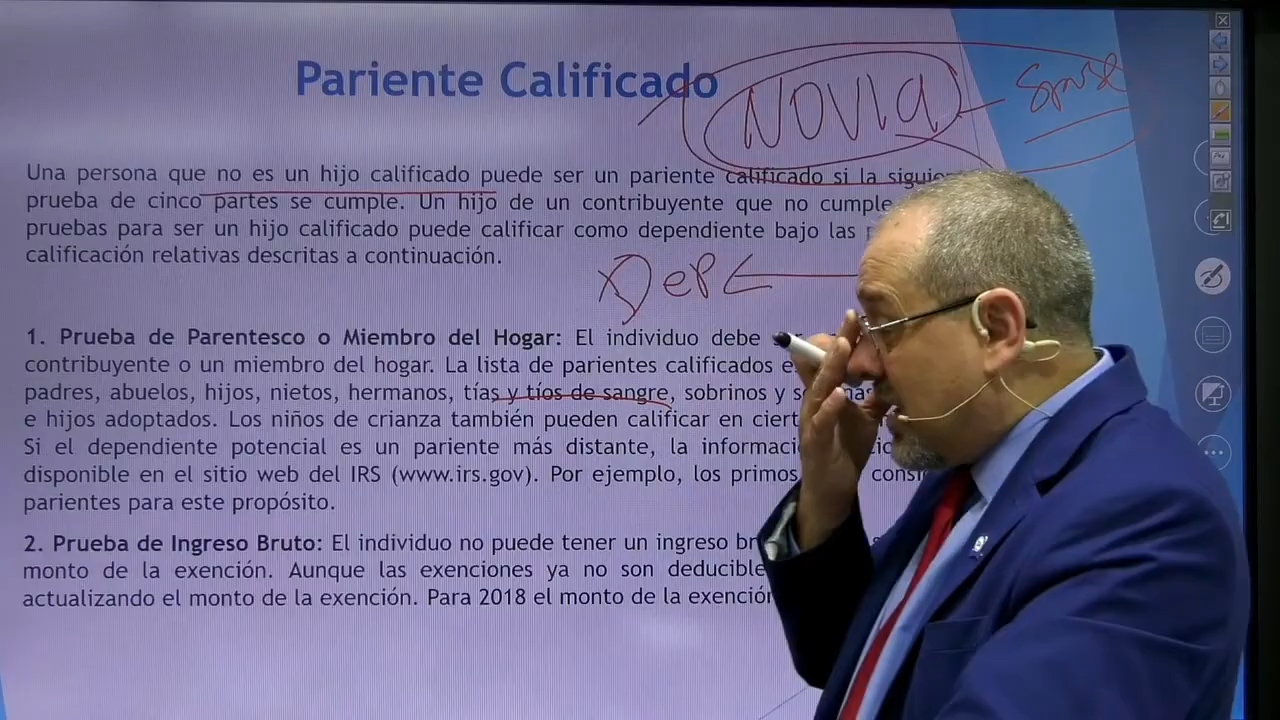 Pariente Calificado
NOVIA
Spouse
Una persona que no es un hijo calificado puede ser un pariente calificado si la
prueba de cinco partes se cumple. Un hijo de un contribuyente que no cumple
pruebas para ser un hijo calificado puede calificar como dependiente bajo las
calificación relativas descritas a continuación.
DeP
1. Prueba de Parentesco o Miembro del Hogar: El individuo debe
contribuyente o un miembro del hogar. La lista de parientes calificados
padres, abuelos, hijos, nietos, hermanos, tías y tíos de sangre, sobrinos y
e hijos adoptados. Los niños de crianza también pueden calificar en
Si el dependiente potencial es un pariente más distante, la
disponible en el sitio web del IRS (www.irs.gov). Por ejemplo, los primos
parientes para este propósito.
2. Prueba de Ingreso Bruto: El individuo no puede tener un ingreso
monto de la exención. Aunque las exenciones ya no son
actualizando el monto de la exención. Para 2018 el monto de la exención